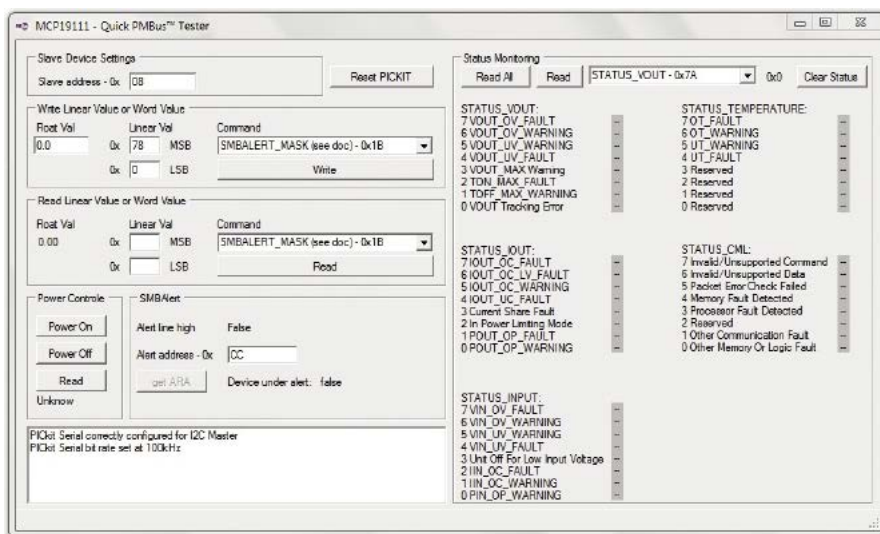 MCP19111 - Quick PMBus™ Tester
Slave Device Settings
Slave address - 0x 08
Reset PICKIT
Write Linear Value or Word Value
Float Val Linear Val Command
0.0 0x 78 MSB SMBALERT_MASK (see doc) - 0x1B
0x 0 LSB Write
Read Linear Value or Word Value
Float Val Linear Val Command
0.00 0x MSB SMBALERT_MASK (see doc) - 0x1B
0x LSB Read
Power Controle
Power On
Power Off
Read
Unknow
SMBAlert
Alert line high False
Alert address - 0x CC
get ARA Device under alert: false
PICkit Serial correctly configured for I2C Master
PICkit Serial bit rate set at 100kHz
Status Monitoring
Read All Read STATUS_VOUT - 0x7A 0x0 Clear Status
STATUS_VOUT:
7 VOUT_OV_FAULT --
6 VOUT_OV_WARNING --
5 VOUT_UV_WARNING --
4 VOUT_UV_FAULT --
3 VOUT_MAX Warning --
2 TON_MAX_FAULT --
1 TOFF_MAX_WARNING --
0 VOUT Tracking Error --
STATUS_TEMPERATURE:
7 OT_FAULT --
6 OT_WARNING --
5 UT_WARNING --
4 UT_FAULT --
3 Reserved --
2 Reserved --
1 Reserved --
0 Reserved --
STATUS_IOUT:
7 IOUT_OC_FAULT --
6 IOUT_OC_LV_FAULT --
5 IOUT_OC_WARNING --
4 IOUT_UC_FAULT --
3 Current Share Fault --
2 In Power Limiting Mode --
1 POUT_OP_FAULT --
0 POUT_OP_WARNING --
STATUS_CML:
7 Invalid/Unsupported Command --
6 Invalid/Unsupported Data --
5 Packet Error Check Failed --
4 Memory Fault Detected --
3 Processor Fault Detected --
2 Reserved --
1 Other Communication Fault --
0 Other Memory Or Logic Fault --
STATUS_INPUT:
7 VIN_OV_FAULT --
6 VIN_OV_WARNING --
5 VIN_UV_WARNING --
4 VIN_UV_FAULT --
3 Unit Off For Low Input Voltage --
2 IIN_OC_FAULT --
1 IIN_OC_WARNING --
0 PIN_OP_WARNING --